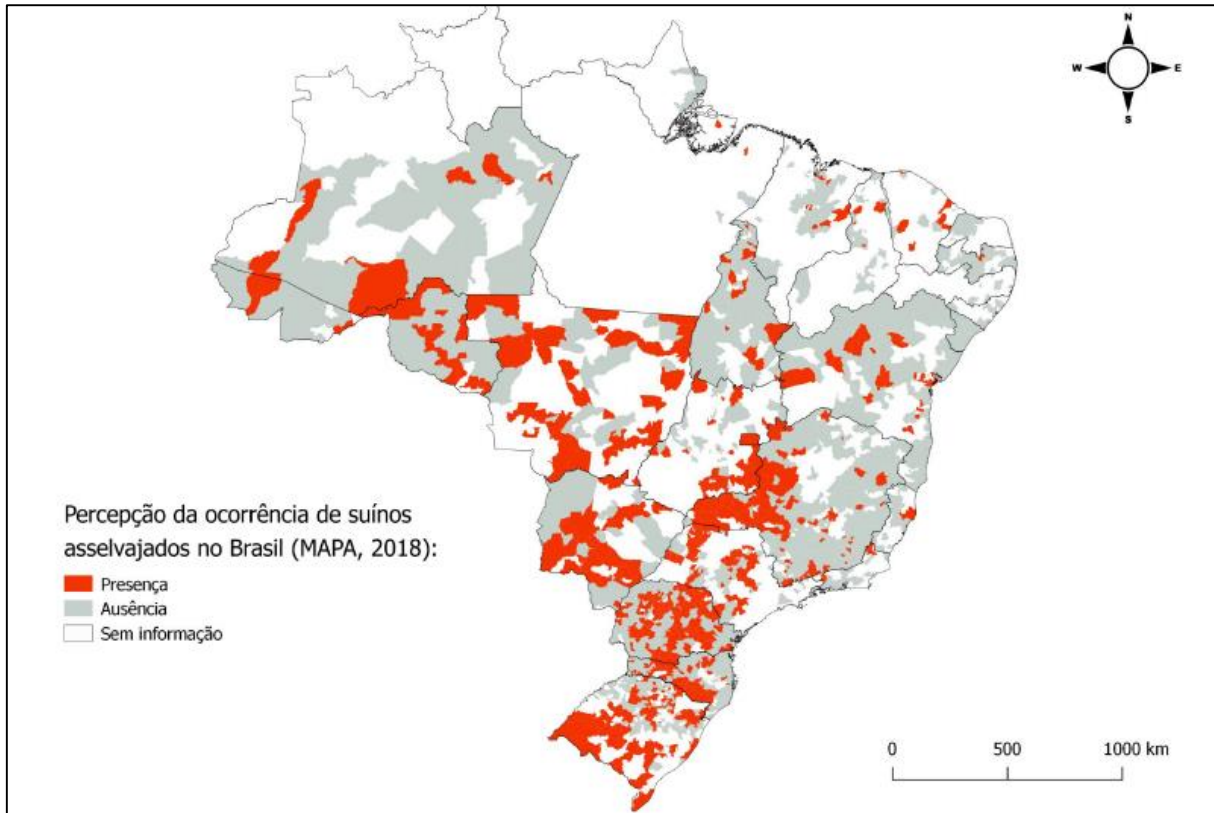 N
W E
S
Percepção da ocorrência de suínos
asselvajados no Brasil (MAPA, 2018):
Presença
Ausência
Sem informação
0 500 1000 km